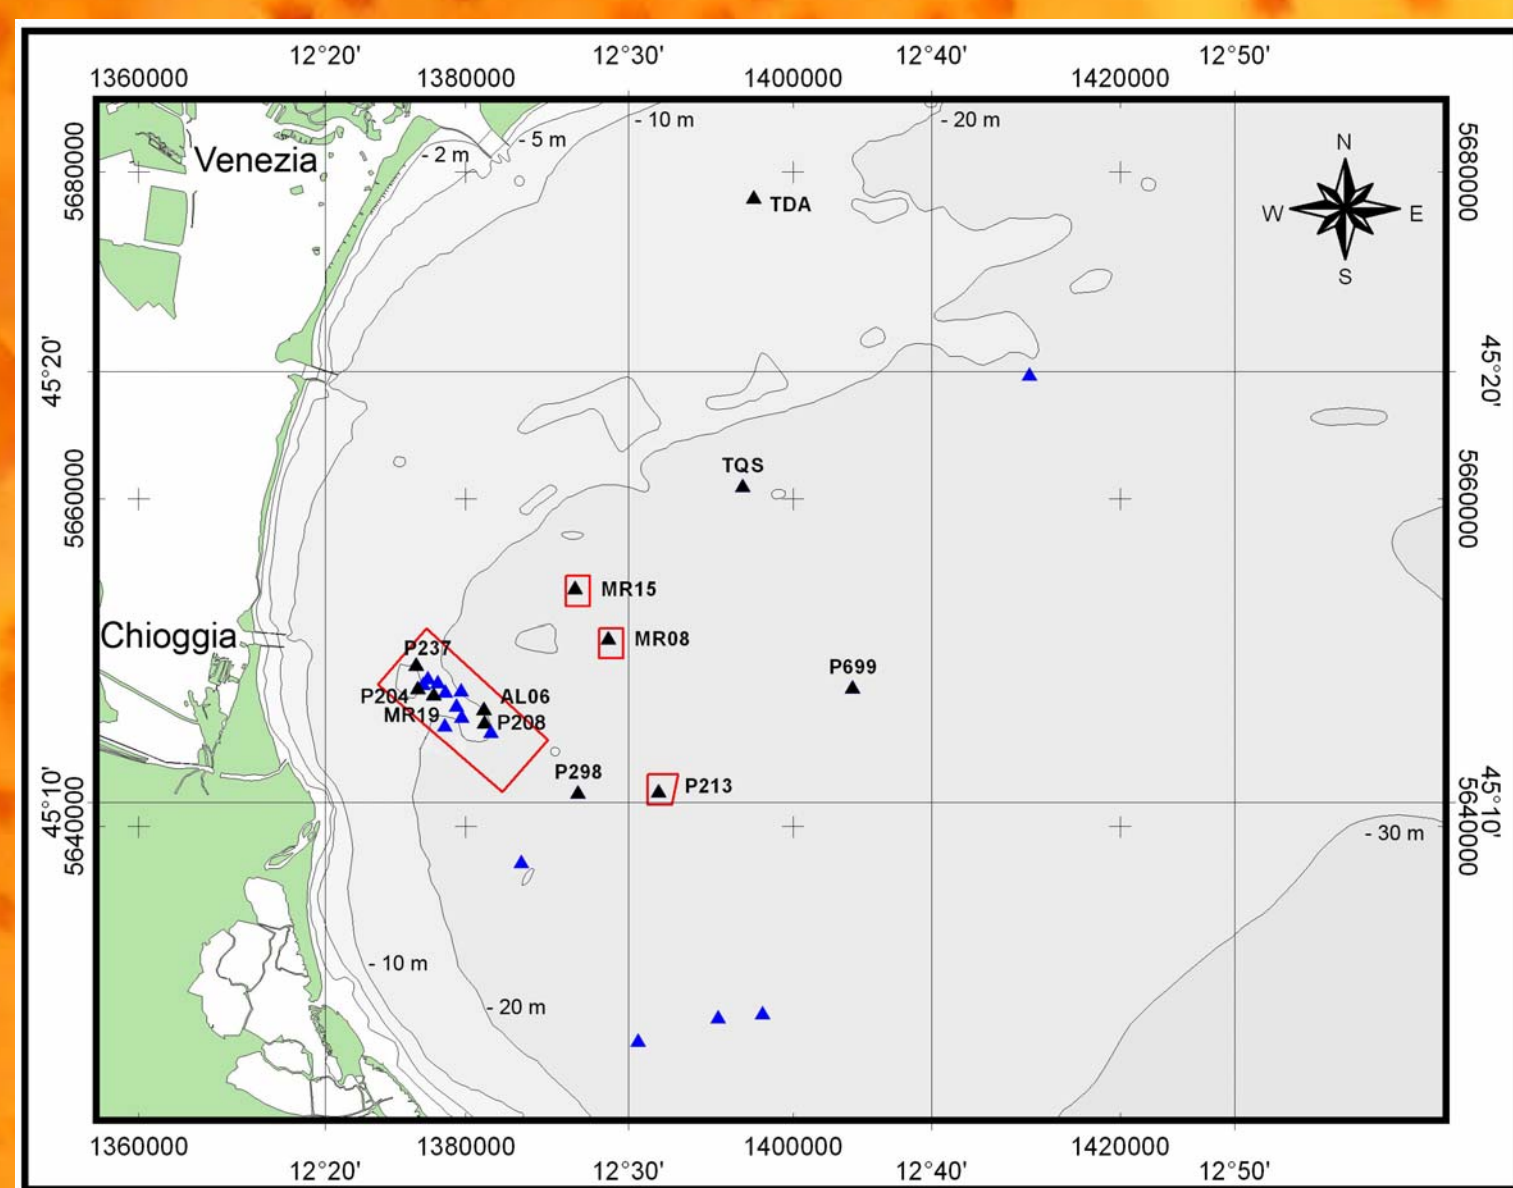 12°20' 12°30' 12°40' 12°50'
1360000 1380000 1400000 1420000
- 10 m - 20 m
- 5 m
- 2 m
Venezia
N
W E
S
5680000 5680000
TDA
45°20' 45°20'
TQS
5660000 5660000
MR15
Chioggia
MR08
P237
P699
P204 AL06
MR19 P208
P298
P213
45°10' 45°10'
5640000 5640000
- 30 m
- 10 m
- 20 m
1360000 1380000 1400000 1420000
12°20' 12°30' 12°40' 12°50'